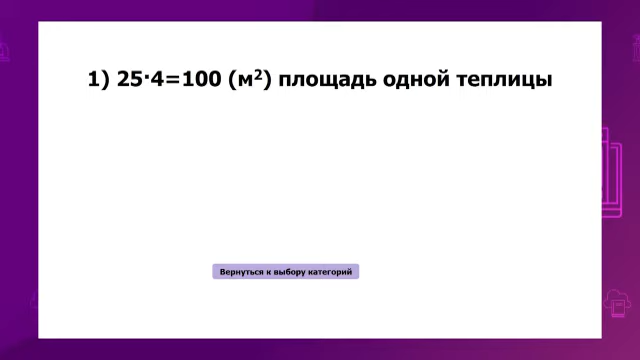 1) 25·4=100 (м²) площадь одной теплицы
Вернуться к выбору категорий